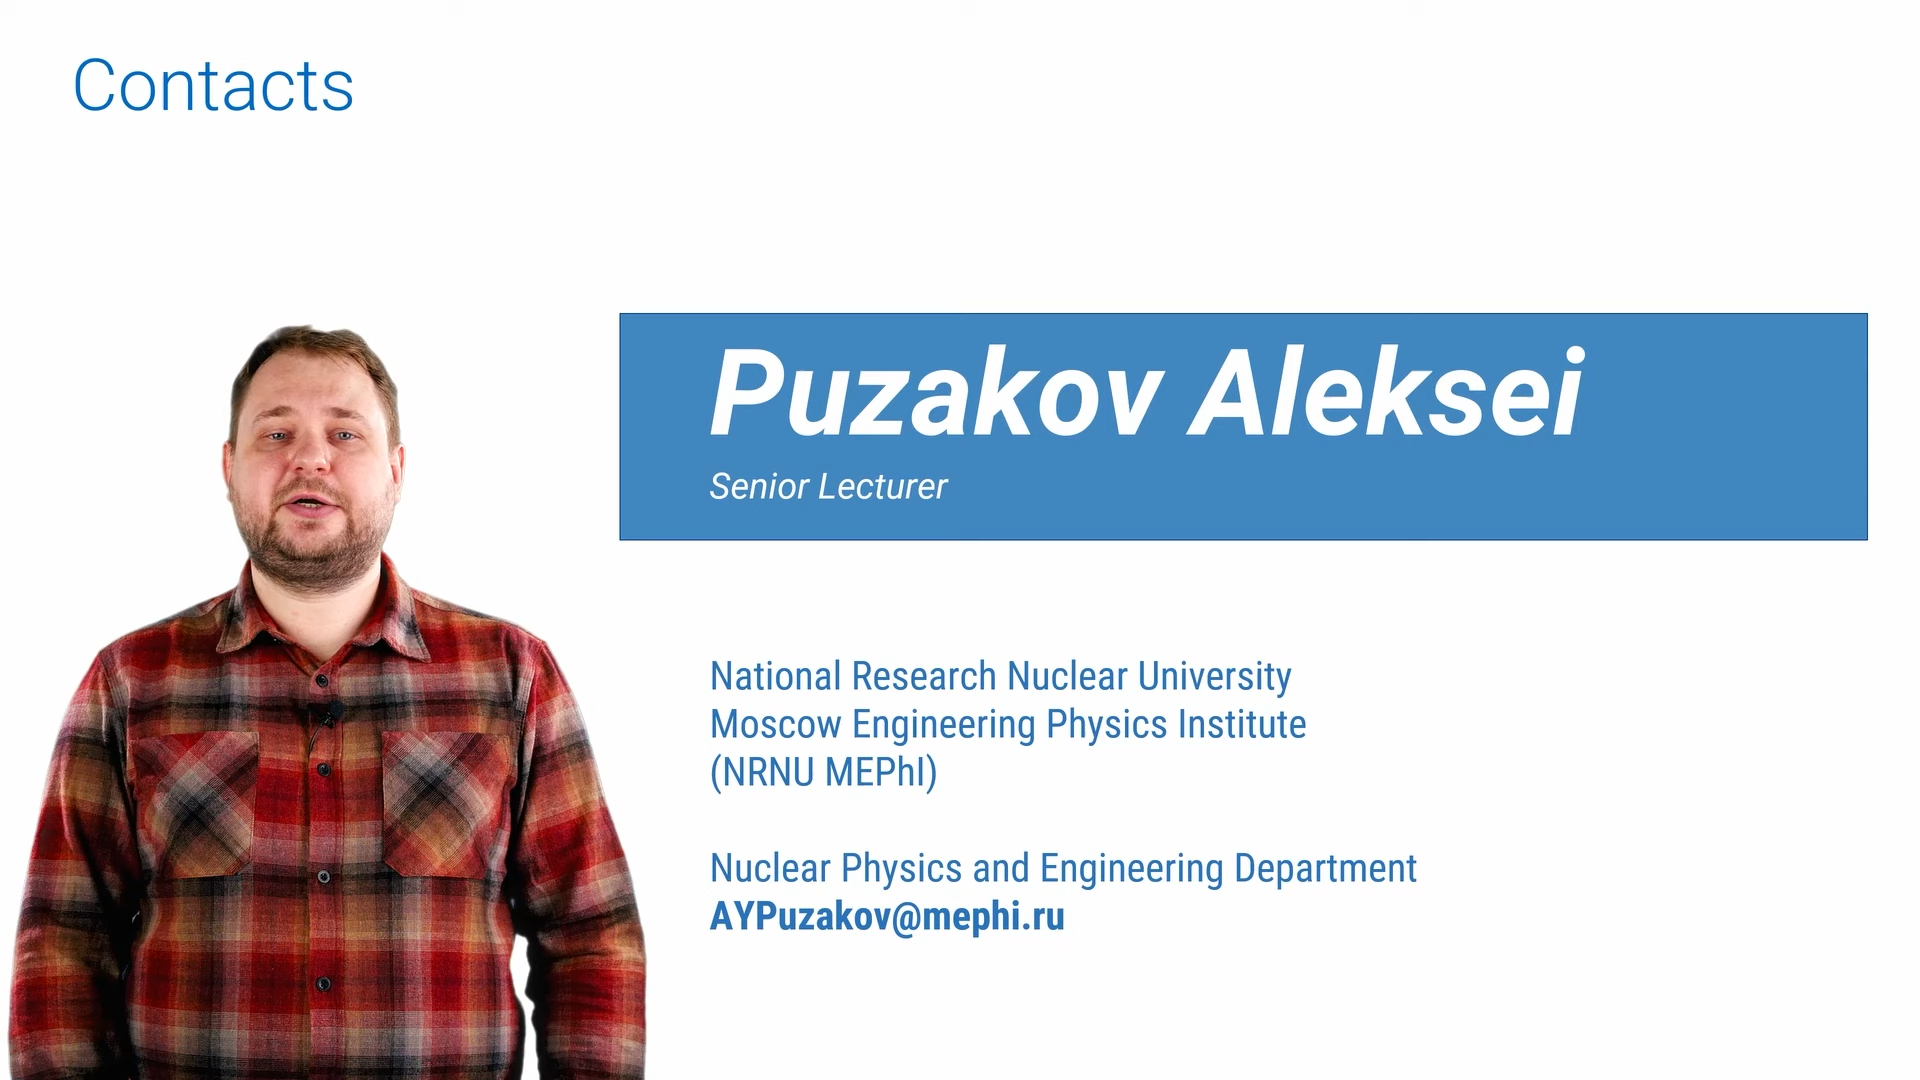 Contacts
Puzakov Aleksei
Senior Lecturer
National Research Nuclear University
Moscow Engineering Physics Institute
(NRNU MEPhI)
Nuclear Physics and Engineering Department
AYPuzakov@mephi.ru